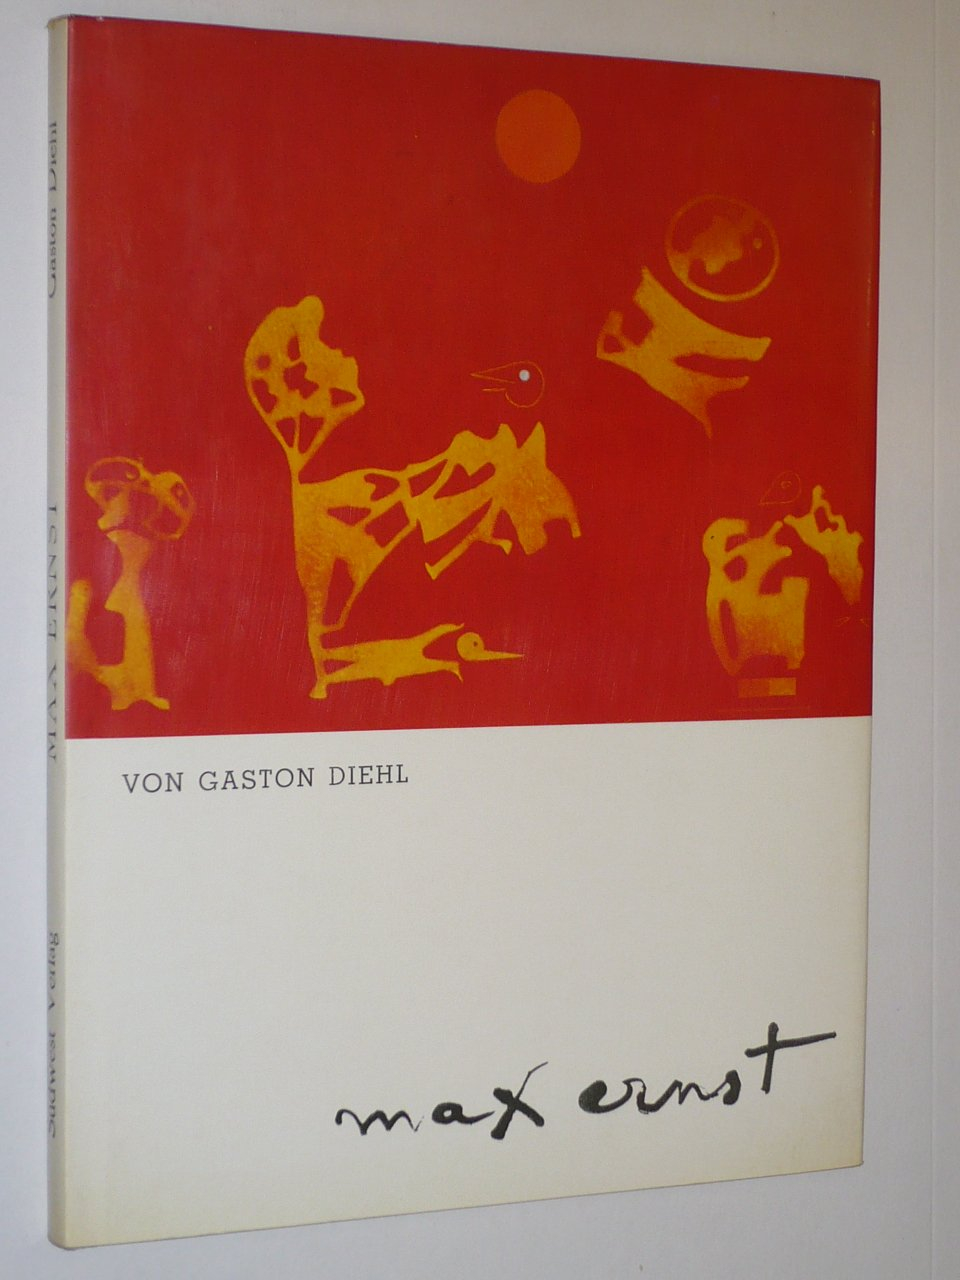 VON GASTON DIEHL
max ernst
Gaston Diehl
MAX ERNST
Südwest Verlag